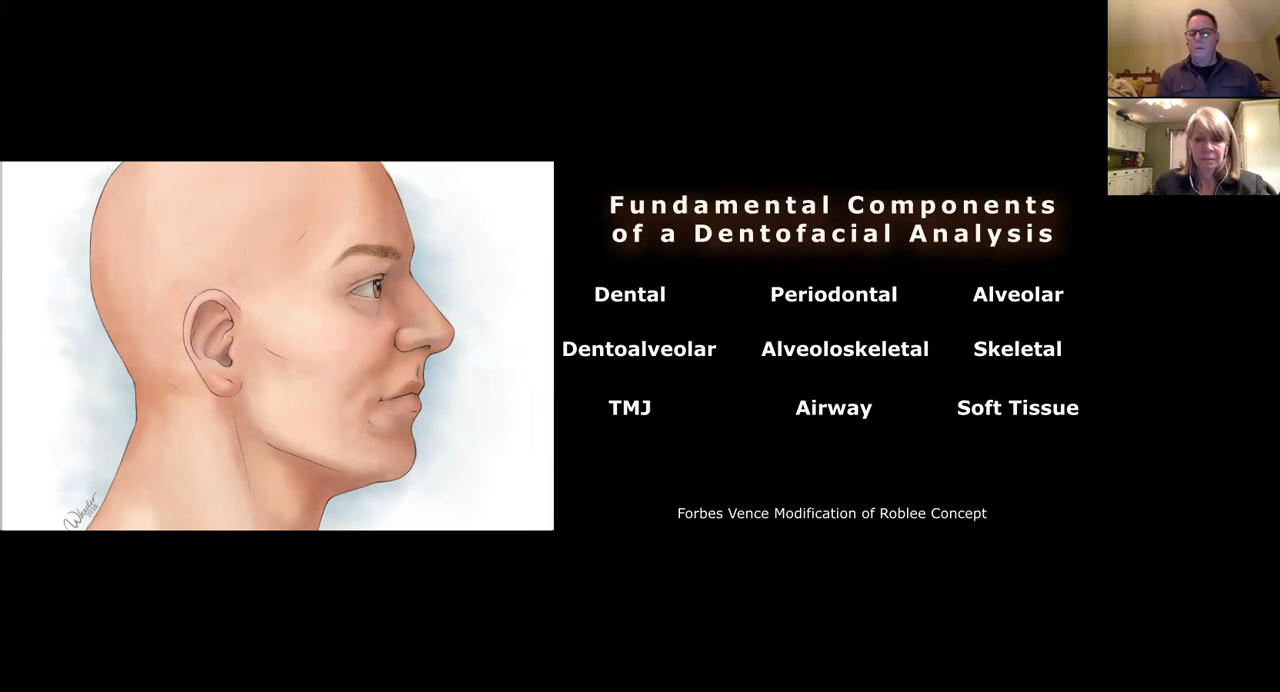 Fundamental Components
of a Dentofacial Analysis
Dental Periodontal Alveolar
Dentoalveolar Alveoloskeletal Skeletal
TMJ Airway Soft Tissue
Forbes Vence Modification of Roblee Concept
Wheeler